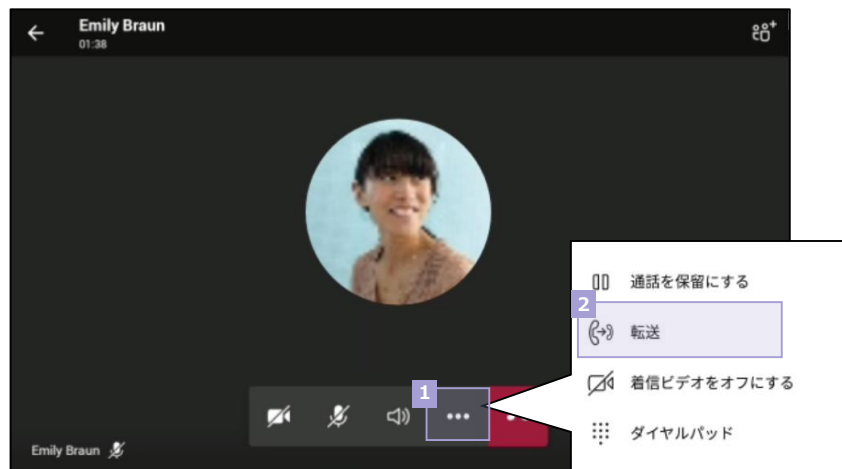 Emily Braun
01:38
通話を保留にする
2
転送
着信ビデオをオフにする
1
ダイヤルパッド
Emily Braun